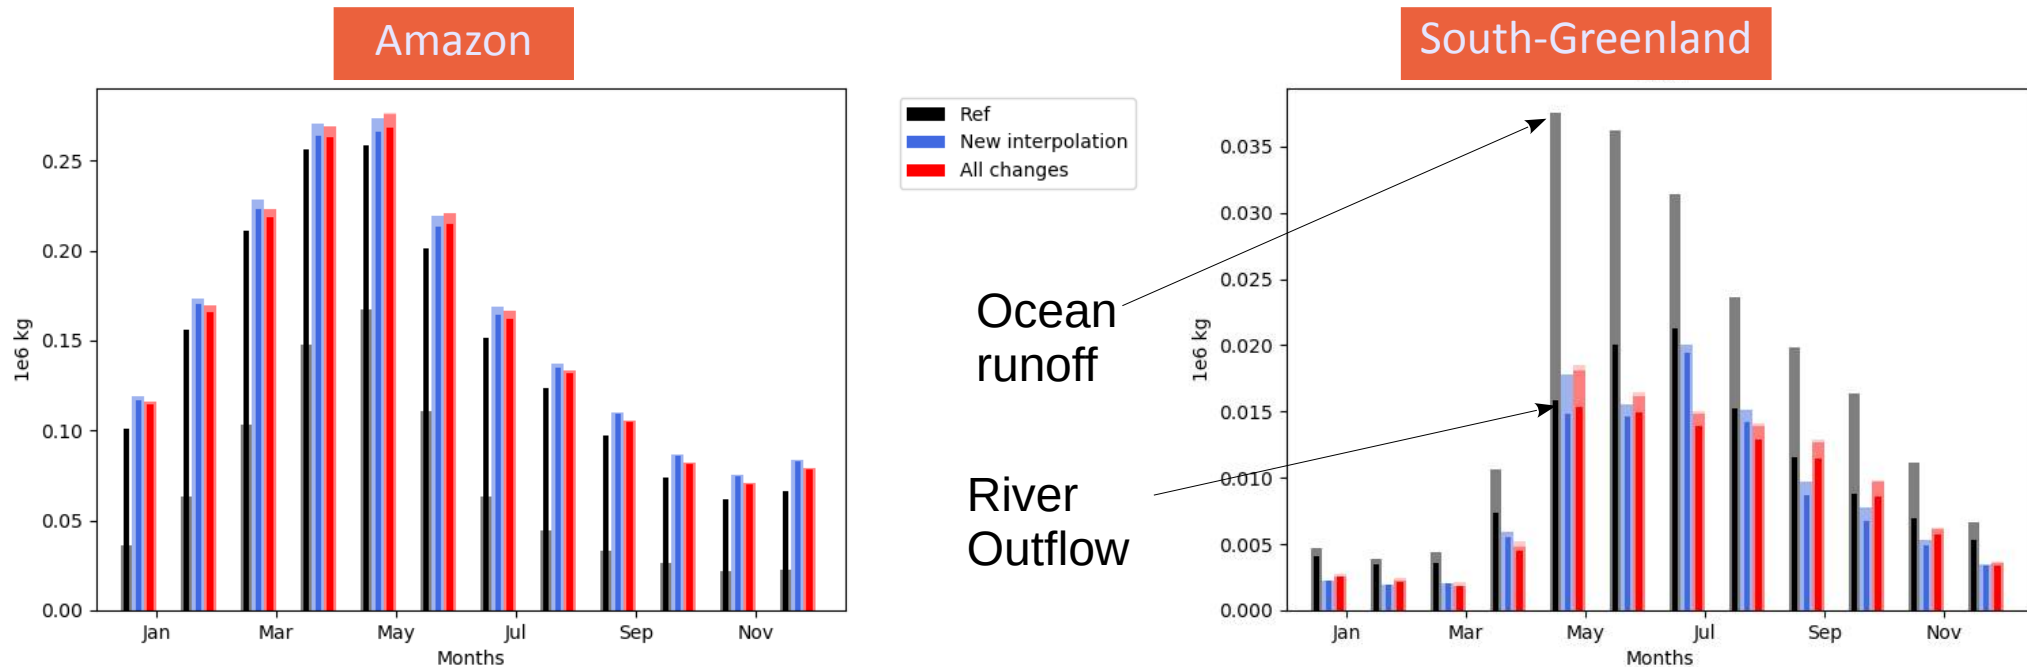 Amazon
South-Greenland
0.25
0.20
0.15
0.10
0.05
0.00
1e6 kg
Jan
Mar
May
Jul
Sep
Nov
Months
Ref
New interpolation
All changes
Ocean
runoff
River
Outflow
0.035
0.030
0.025
0.020
0.015
0.010
0.005
0.000
1e6 kg
Jan
Mar
May
Jul
Sep
Nov
Months